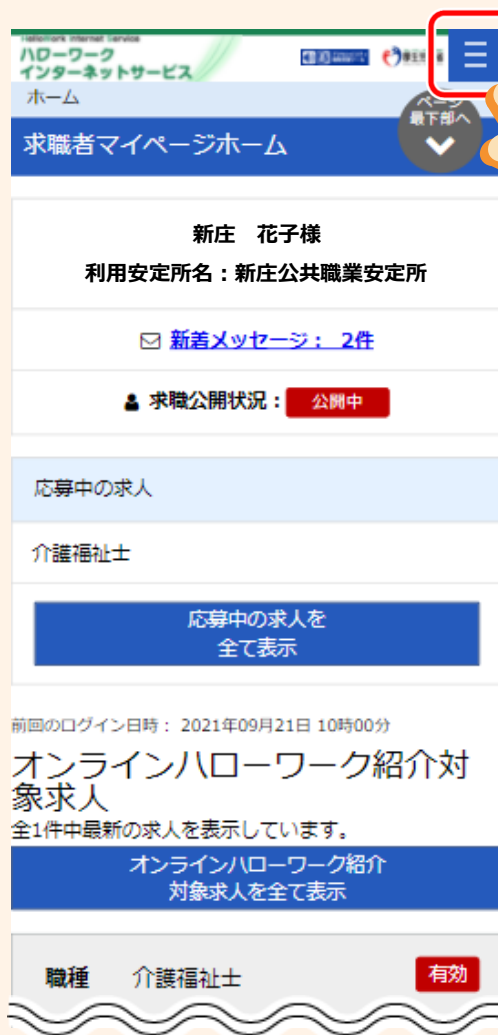 Hellowork Internet Service
ハローワーク
インターネットサービス
ホーム
ページ
最下部へ
求職者マイページホーム
新庄 花子様
利用安定所名：新庄公共職業安定所
新着メッセージ： 2件
求職公開状況： 公開中
応募中の求人
介護福祉士
応募中の求人を
全て表示
前回のログイン日時： 2021年09月21日 10時00分
オンラインハローワーク紹介対
象求人
全1件中最新の求人を表示しています。
オンラインハローワーク紹介
対象求人を全て表示
職種 介護福祉士 有効